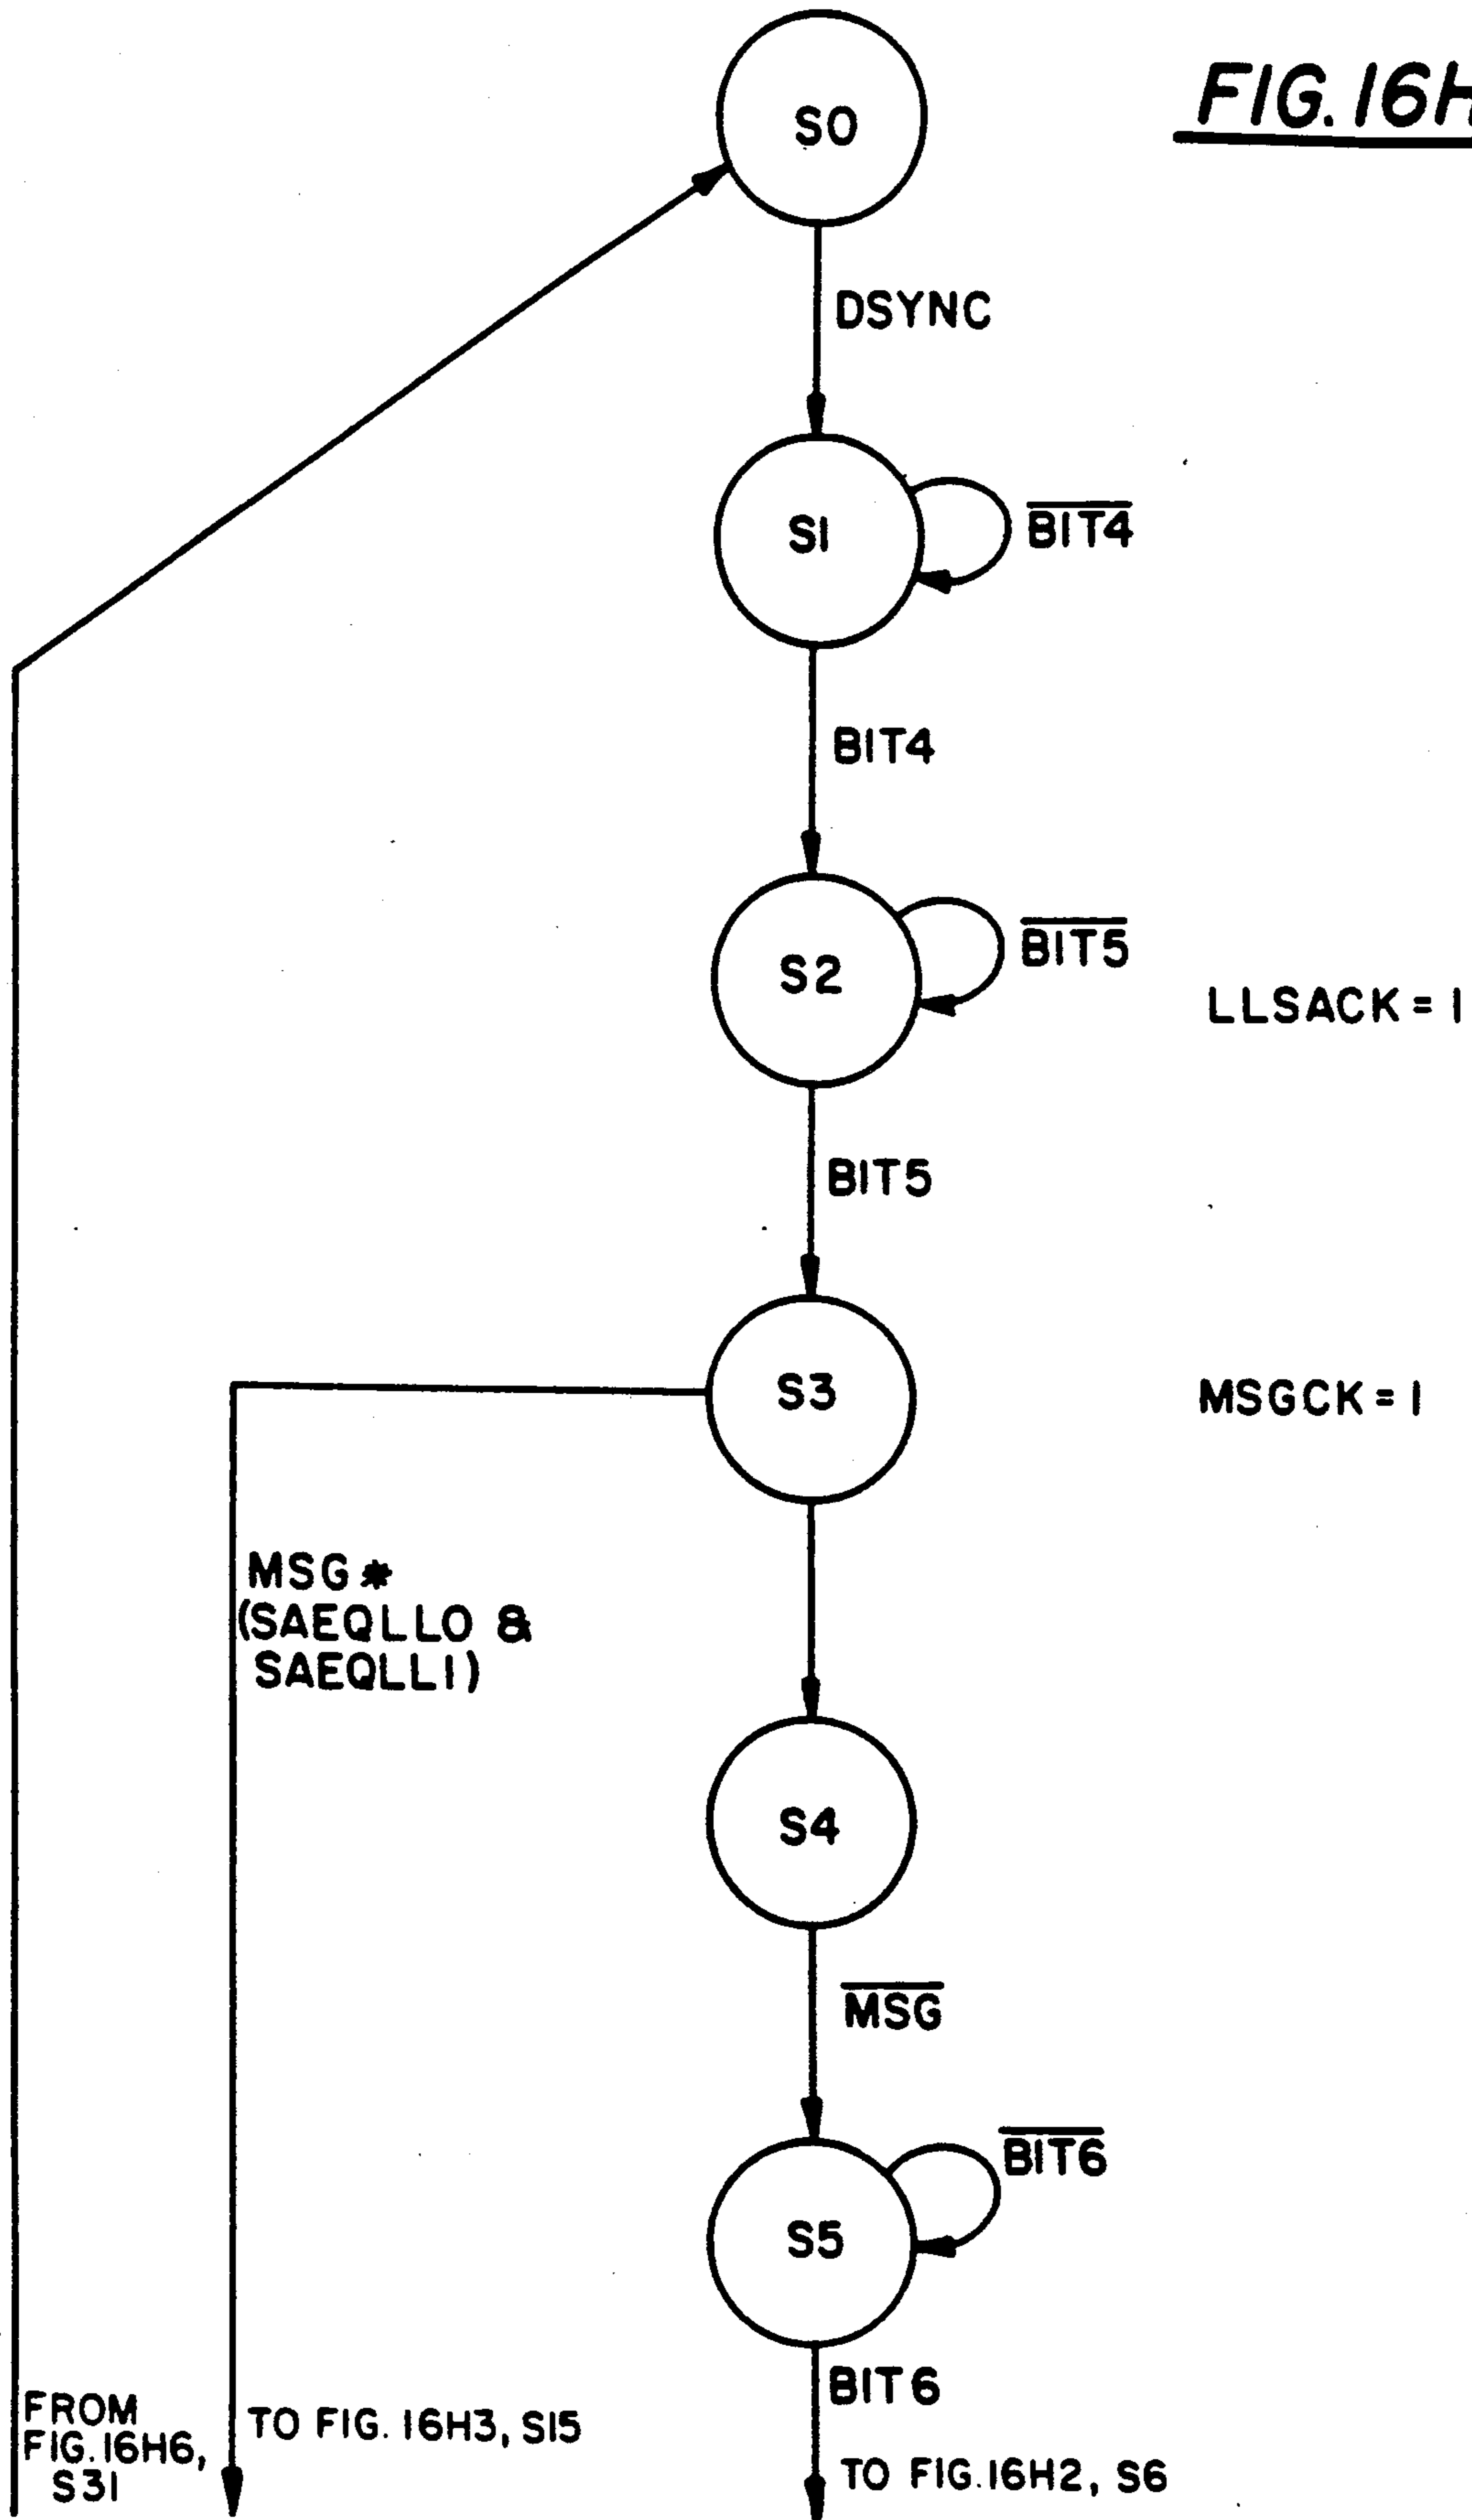 FIG.16H
S0
DSYNC
S1
BIT4
BIT4
S2
BIT5
LLSACK = 1
BIT5
S3
MSGCK = 1
MSG *
(SAEQLLO &
SAEQLL1)
S4
MSG
S5
BIT6
BIT6
FROM
FIG.16H6,
S31
TO FIG. 16H3, S15
TO FIG.16H2, S6